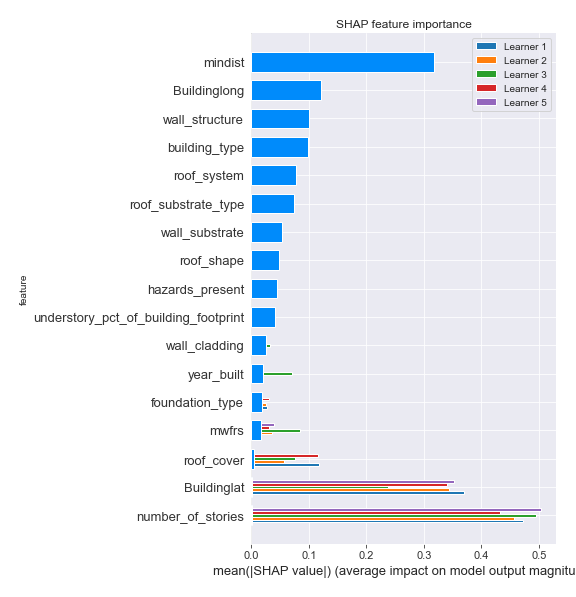 SHAP feature importance
Learner 1
Learner 2
Learner 3
Learner 4
Learner 5
mindist
Buildinglong
wall_structure
building_type
roof_system
roof_substrate_type
wall_substrate
roof_shape
hazards_present
understory_pct_of_building_footprint
wall_cladding
year_built
foundation_type
mwfrs
roof_cover
Buildinglat
number_of_stories
feature
0.0 0.1 0.2 0.3 0.4 0.5
mean(|SHAP value|) (average impact on model output magnitu